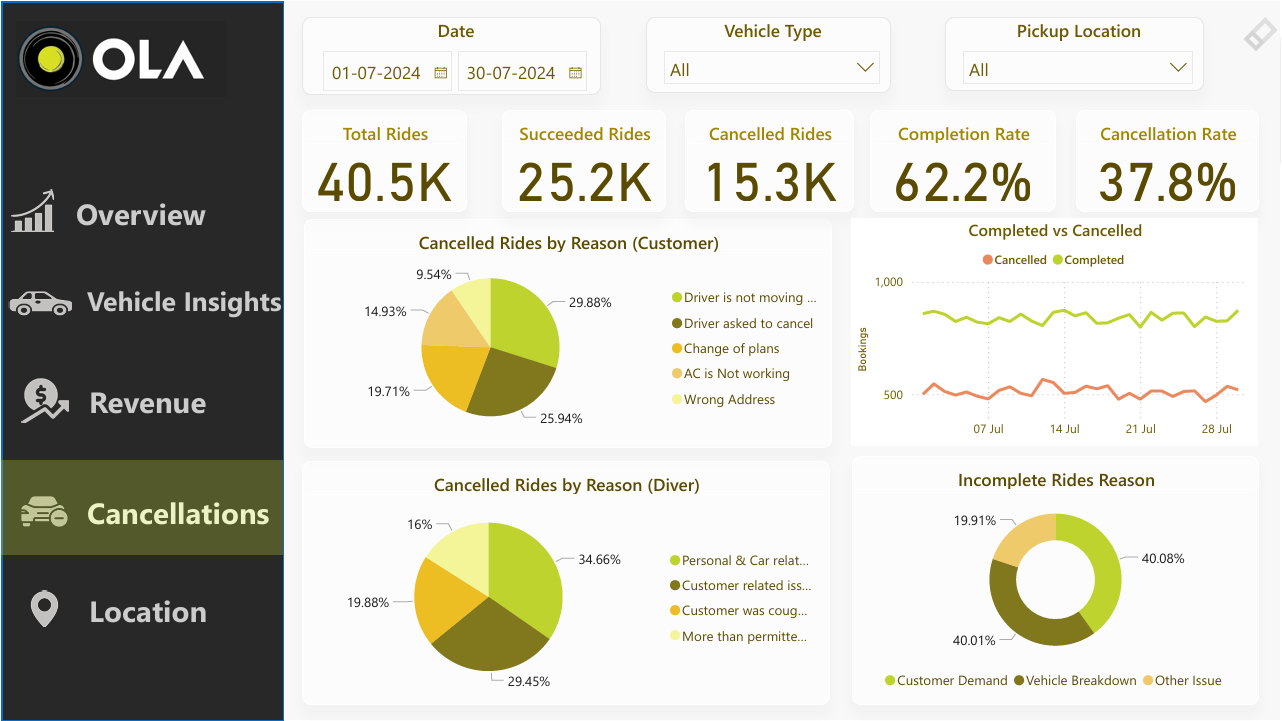 OLA
Overview
Vehicle Insights
Revenue
Cancellations
Location
Date
01-07-2024 30-07-2024
Vehicle Type
All
Pickup Location
All
Total Rides
40.5K
Succeeded Rides
25.2K
Cancelled Rides
15.3K
Completion Rate
62.2%
Cancellation Rate
37.8%
Cancelled Rides by Reason (Customer)
9.54%
29.88%
14.93%
19.71%
25.94%
Driver is not moving ...
Driver asked to cancel
Change of plans
AC is Not working
Wrong Address
Completed vs Cancelled
Cancelled Completed
1,000
Bookings
500
07 Jul 14 Jul 21 Jul 28 Jul
Cancelled Rides by Reason (Diver)
16%
34.66%
19.88%
29.45%
Personal & Car relat...
Customer related iss...
Customer was coug...
More than permitte...
Incomplete Rides Reason
19.91%
40.08%
40.01%
Customer Demand Vehicle Breakdown Other Issue